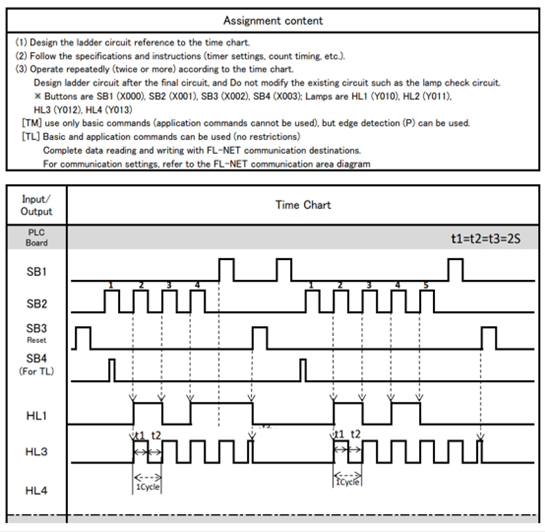 Assignment content
(1) Design the ladder circuit reference to the time chart.
(2) Follow the specifications and instructions (timer settings, count timing, etc.).
(3) Operate repeatedly (twice or more) according to the time chart.
Design ladder circuit after the final circuit, and Do not modify the existing circuit such as the lamp check circuit.
※ Buttons are SB1 (X000), SB2 (X001), SB3 (X002), SB4 (X003); Lamps are HL1 (Y010), HL2 (Y011),
HL3 (Y012), HL4 (Y013)
[TM] use only basic commands (application commands cannot be used), but edge detection (P) can be used.
[TL] Basic and application commands can be used (no restrictions)
Complete data reading and writing with FL-NET communication destinations.
For communication settings, refer to the FL-NET communication area diagram
Input/
Output
Time Chart
PLC
Board
t1=t2=t3=2S
SB1
1 2 3 4 1 2 3 4 5
SB2
SB3
Reset
SB4
(For TL)
HL1
t1 t2 t1 t2
HL3
1Cycle 1Cycle
HL4